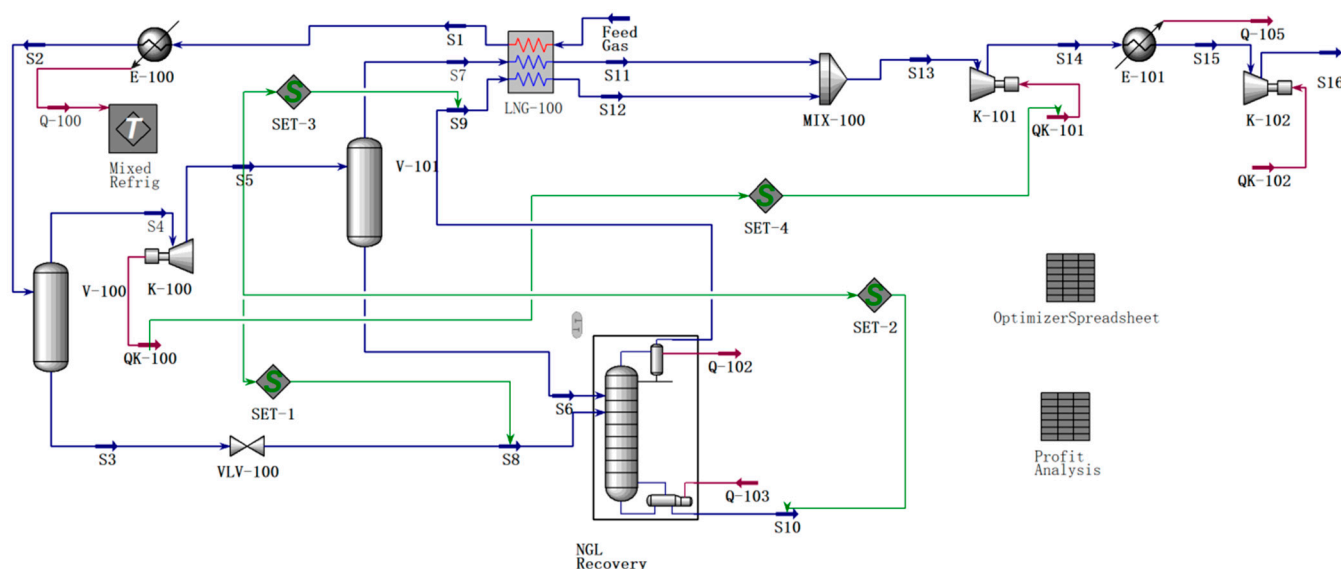 Feed
Gas
S2
S1
S7
S11
S12
S13
S14
S15
Q-105
S16
E-100
LNG-100
E-101
SET-3
S9
MIX-100
K-101
K-102
Q-100
T
QK-101
Mixed
Refrig
S5
V-101
QK-102
S4
SET-4
V-100
K-100
SET-2
OptimizerSpreadsheet
QK-100
Q-102
SET-1
S6
S3
VLV-100
S8
Profit
Analysis
Q-103
S10
NGL
Recovery
S
S
S
S